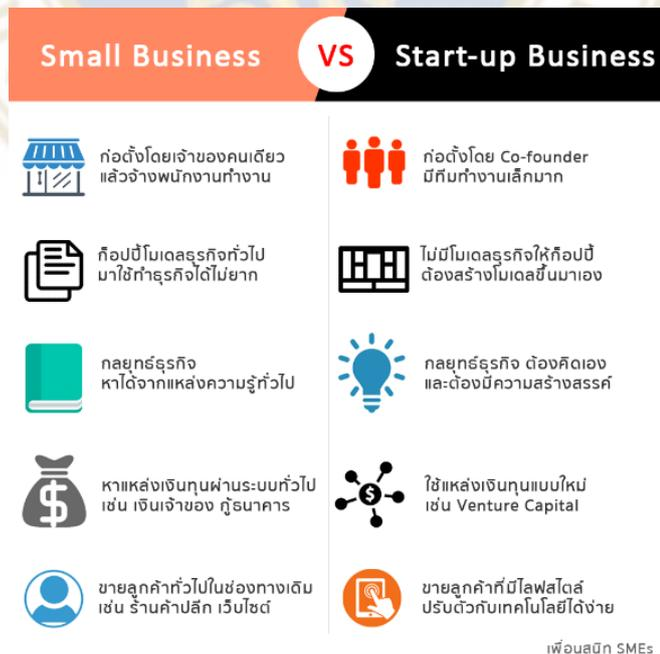 Small Business
VS
Start-up Business
ก่อตั้งโดยเจ้าของคนเดียว
แล้วจ้างพนักงานทำงาน
ก่อตั้งโดย Co-founder
มีทีมทำงานเล็กมาก
ก็อปปี้โมเดลธุรกิจทั่วไป
มาใช้ทำธุรกิจได้ไม่ยาก
ไม่มีโมเดลธุรกิจให้ก็อปปี้
ต้องสร้างโมเดลขึ้นมาเอง
กลยุทธ์ธุรกิจ
หาได้จากแหล่งความรู้ทั่วไป
กลยุทธ์ธุรกิจ ต้องคิดเอง
และต้องมีความสร้างสรรค์
หาแหล่งเงินทุนผ่านระบบทั่วไป
เช่น เงินเจ้าของ กู้ธนาคาร
ใช้แหล่งเงินทุนแบบใหม่
เช่น Venture Capital
ขายลูกค้าทั่วไปในช่องทางเดิม
เช่น ร้านค้าปลีก เว็บไซต์
ขายลูกค้าที่มีไลฟสไตล์
ปรับตัวกับเทคโนโลยีได้ง่าย
เพื่อนสนิท SMEs